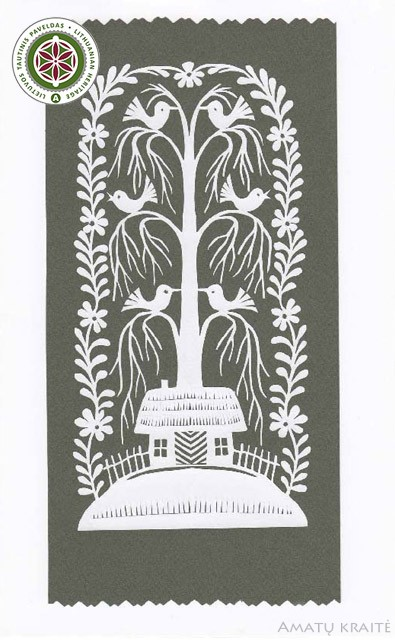 LIETUVOS TAUTINIS PAVELDAS • LITHUANIAN HERITAGE •
A
AMATŲ KRAITĖ